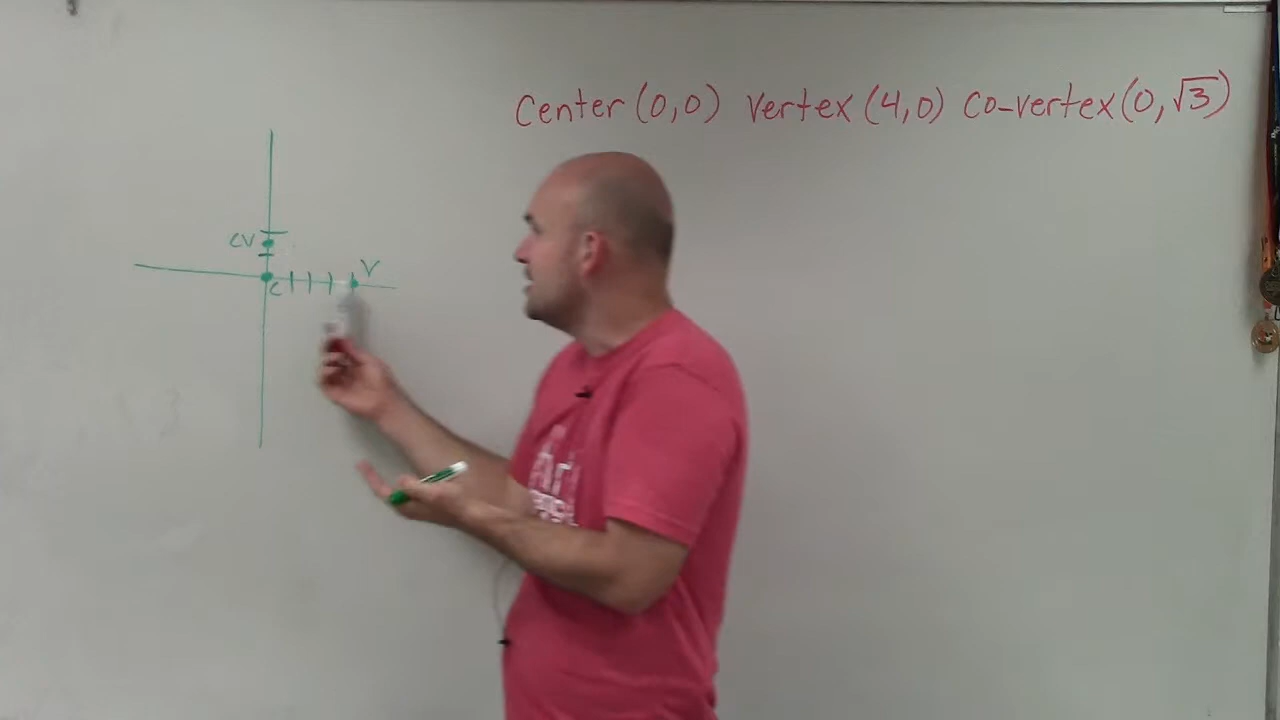 Center (0,0) Vertex (4,0) Co-vertex (0,√3)
CV
V
C